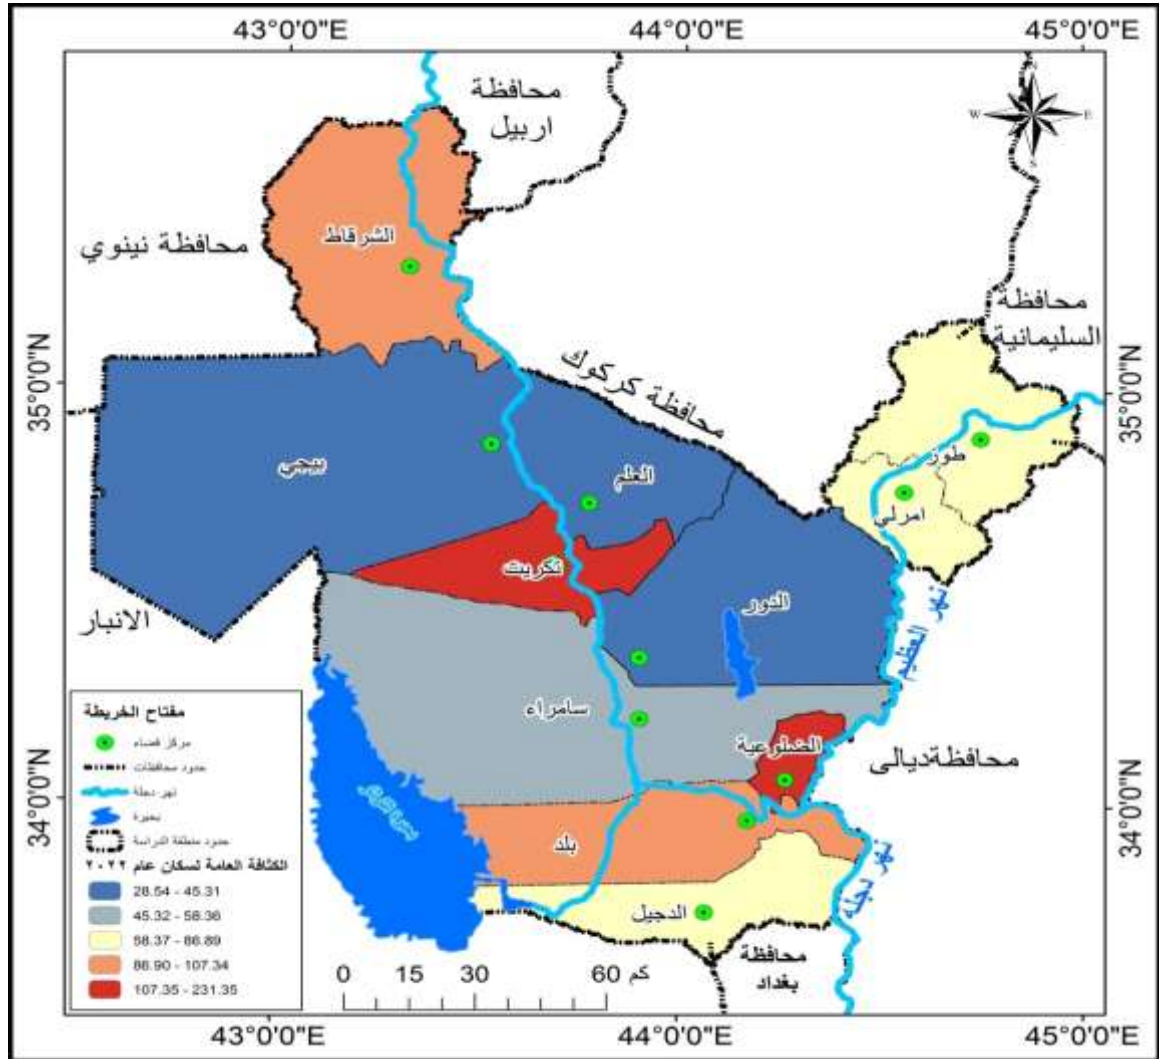 43°0'0"E
44°0'0"E
45°0'0"E
محافظة
اربيل
N
W
E
S
الشرقاط
محافظة نينوي
محافظة
السليمانية
35°0'0"N
35°0'0"N
محافظة كركوك
طوز
بيجي
العلم
امرلي
تكريت
الدور
نهر العظيم
الانبار
سامراء
الضلوعية
محافظةديالى
34°0'0"N
34°0'0"N
بلد
نهر دجلة
الدجيل
محافظة
بغداد
مفتاح الخريطة
مركز قضاء
حدود محافظات
نهر دجلة
بحيرة
حدود منطقة الدراسة
الكثافة العامة لسكان عام ٢٠٢٢
28.54 - 45.31
45.32 - 58.36
58.37 - 86.89
86.90 - 107.34
107.35 - 231.35
0 15 30 60 كم
43°0'0"E
44°0'0"E
45°0'0"E